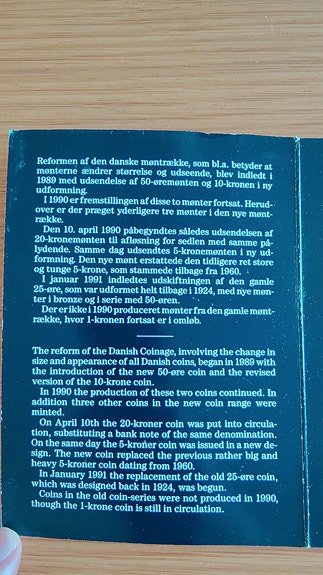 Reformen af den danske møntrække, som bl.a. betyder at
mønterne ændrer størrelse og udseende, blev indledt i
1989 med udsendelse af 50-øremønten og 10-kronen i ny
udformning.
I 1990 er fremstillingen af disse to mønter fortsat. Herud-
over er der præget yderligere tre mønter i den nye mønt-
række.
Den 10. april 1990 påbegyndtes således udsendelsen af
20-kronemønten til afløsning for sedlen med samme på-
lydende. Samme dag udsendtes 5-kronemønten i ny ud-
formning. Den nye mønt erstattede den tidligere ret store
og tunge 5-krone, som stammede tilbage fra 1960.
I januar 1991 indledtes udskiftningen af den gamle
25-øre, som var udformet helt tilbage i 1924, med nye møn-
ter i bronze og i serie med 50-øren.
Der er ikke i 1990 produceret mønter fra den gamle mønt-
række, hvor 1-kronen fortsat er i omløb.
The reform of the Danish Coinage, involving the change in
size and appearance of all Danish coins, began in 1989 with
the introduction of the new 50-øre coin and the revised
version of the 10-krone coin.
In 1990 the production of these two coins continued. In
addition three other coins in the new coin range were
minted.
On April 10th the 20-kroner coin was put into circula-
tion, substituting a bank note of the same denomination.
On the same day the 5-kroner coin was issued in a new de-
sign. The new coin replaced the previous rather big and
heavy 5-kroner coin dating from 1960.
In January 1991 the replacement of the old 25-øre coin,
which was designed back in 1924, was begun.
Coins in the old coin-series were not produced in 1990,
though the 1-krone coin is still in circulation.